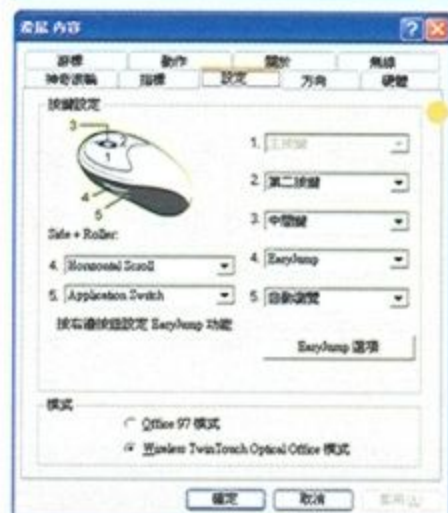 滑鼠 內容
游標 動作 關於 無線
神奇滾輪 指標 設定 方向 硬體
按鍵設定
3
2
1
4
5
1. 主按鍵
2. 第二按鍵
3. 中間鍵
Side + Roller:
4. Horizontal Scroll
4. EasyJump
5. Application Switch
5. 自動瀏覽
按右邊按鈕設定 EasyJump 功能
EasyJump 選項
模式
Office 97 模式
Wireless TwinTouch Optical Office 模式
確定 取消 套用(A)